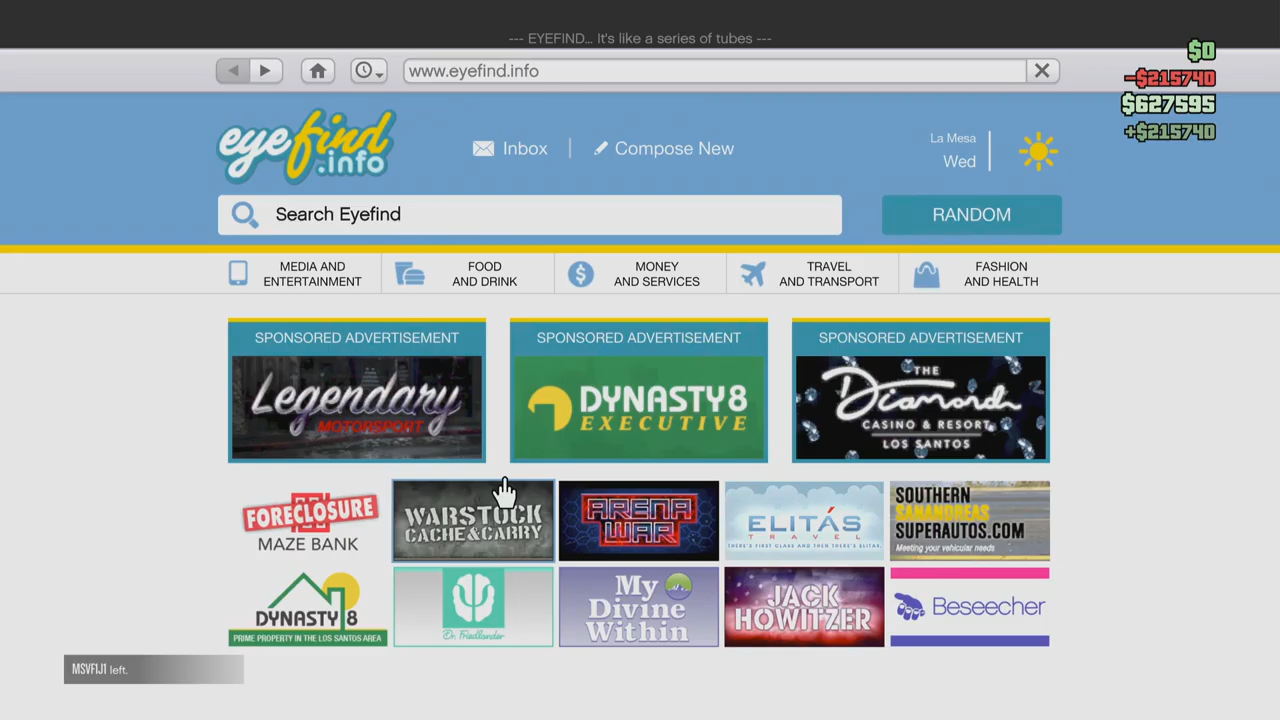 --- EYEFIND... It's like a series of tubes ---
www.eyefind.info
$0
-$215740
$627595
+$215740
eyefind
.info
Inbox
Compose New
La Mesa
Wed
Search Eyefind
RANDOM
MEDIA AND
ENTERTAINMENT
FOOD
AND DRINK
MONEY
AND SERVICES
TRAVEL
AND TRANSPORT
FASHION
AND HEALTH
SPONSORED ADVERTISEMENT
Legendary
MOTORSPORT
SPONSORED ADVERTISEMENT
DYNASTY8
EXECUTIVE
SPONSORED ADVERTISEMENT
THE
Diamond
CASINO & RESORT
LOS SANTOS
FORECLOSURE
MAZE BANK
WARSTOCK
CACHE&CARRY
ARENA
WAR
ELITÁS
TRAVEL
THERE'S FIRST CLASS AND THEN THERE'S ELITAS
SOUTHERN
SANANDREAS
SUPERAUTOS.COM
Meeting your vehicular needs
DYNASTY 8
PRIME PROPERTY IN THE LOS SANTOS AREA
Dr. Friedlander
My
Divine
Within
JACK
HOWITZER
Beseecher
MSVFIJ1 left.